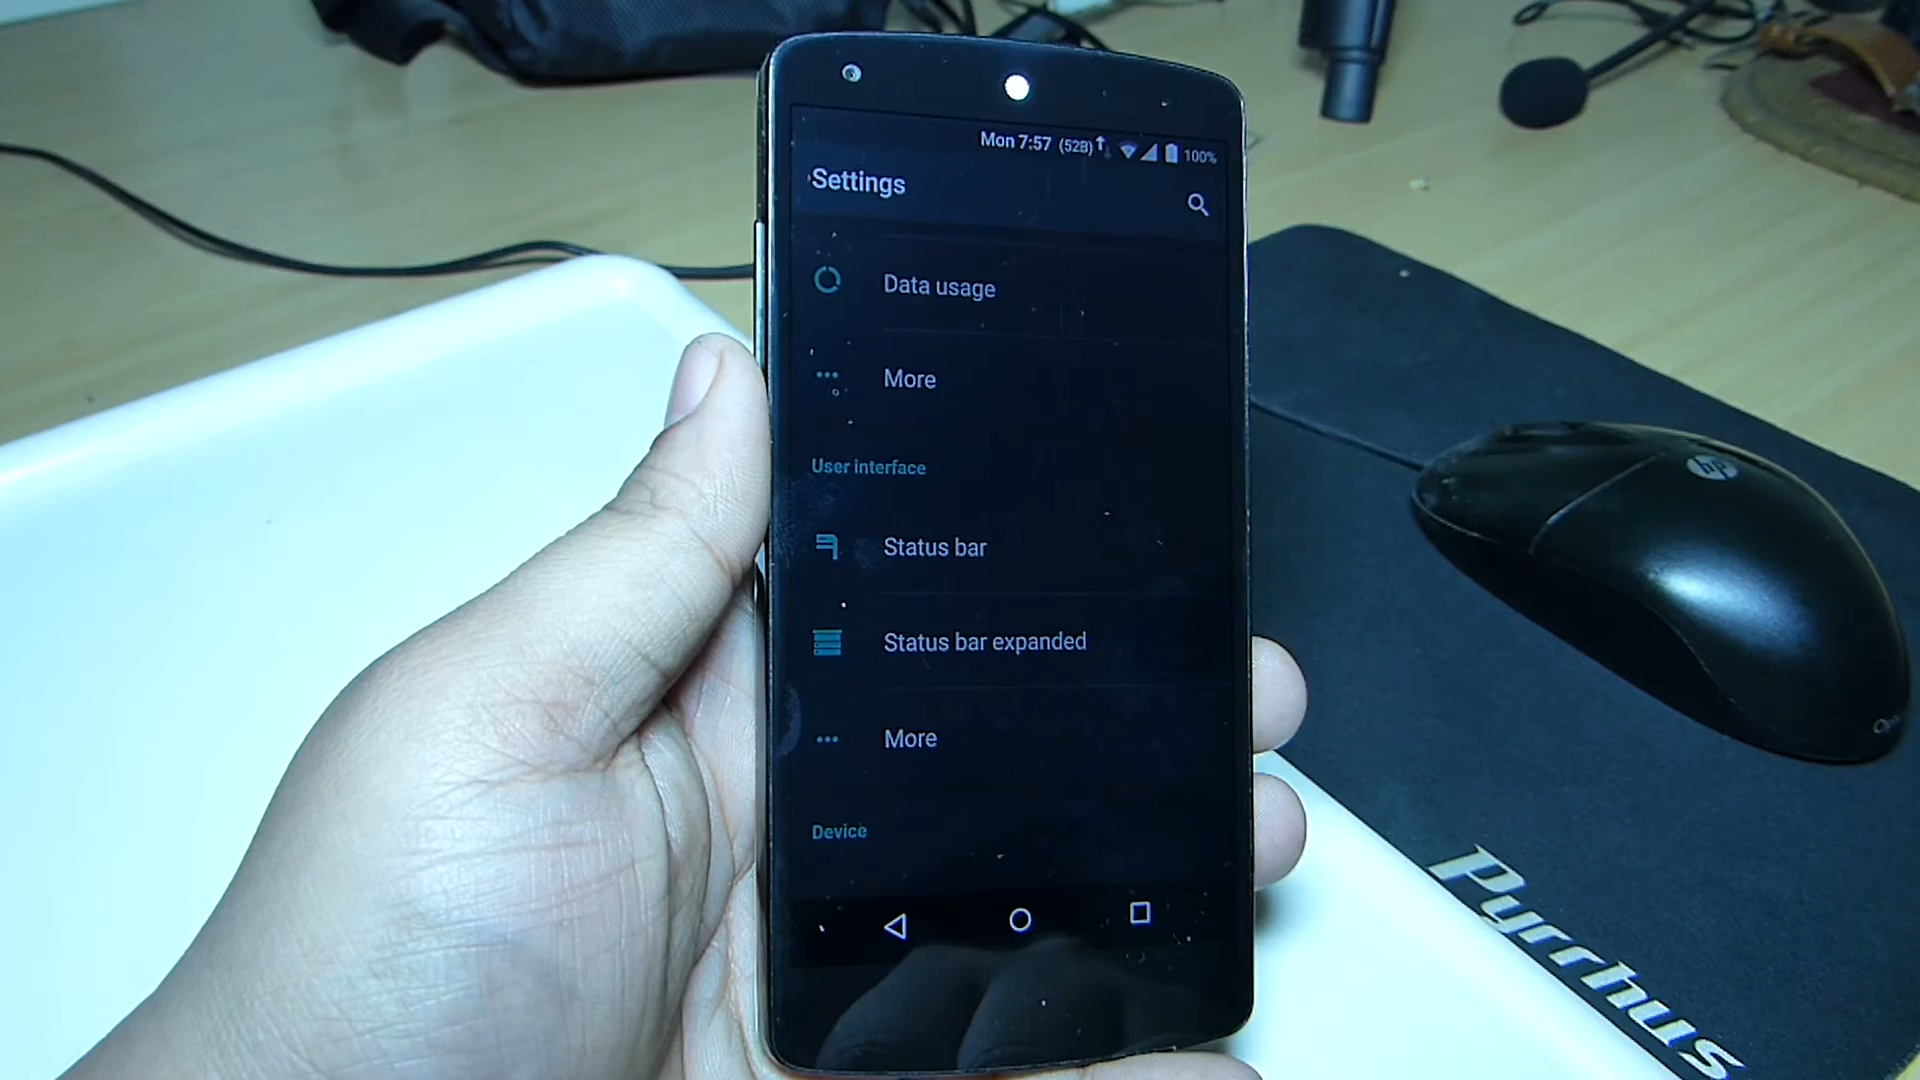 Mon 7:57 (52B) 100%
Settings
Data usage
More
User interface
Status bar
Status bar expanded
More
Device
hp
Pyrrhus